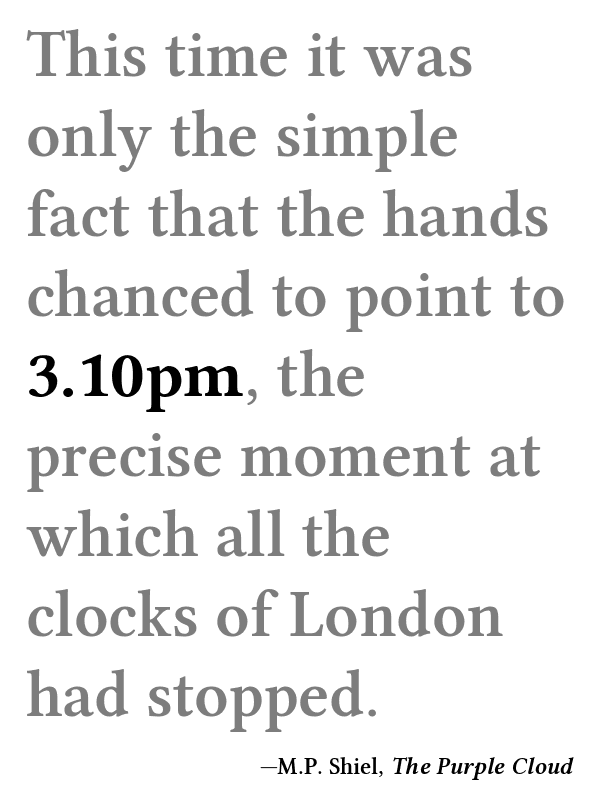 This time it was
only the simple
fact that the hands
chanced to point to
3.10pm, the
precise moment at
which all the
clocks of London
had stopped.
—M.P. Shiel, The Purple Cloud